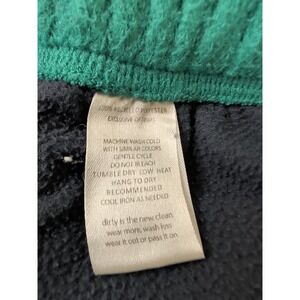 100% RECYCLED POLYESTER
EXCLUSIVE OF TRIMS
MACHINE WASH COLD
WITH SIMILAR COLORS
GENTLE CYCLE
DO NOT BLEACH
TUMBLE DRY LOW HEAT
HANG TO DRY
RECOMMENDED
COOL IRON AS NEEDED
dirty is the new clean
wear more, wash less
wear it out or pass it on.